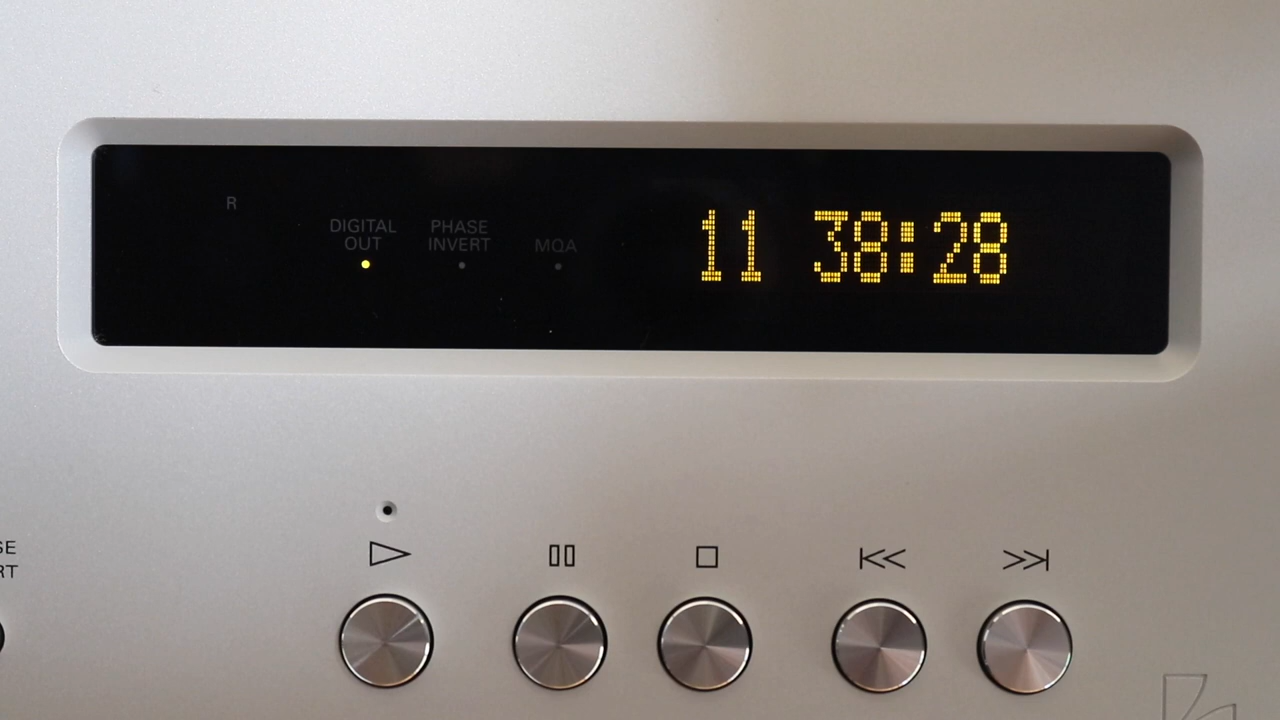 R
DIGITAL
OUT
PHASE
INVERT
MQA
11 38:28
SE
RT